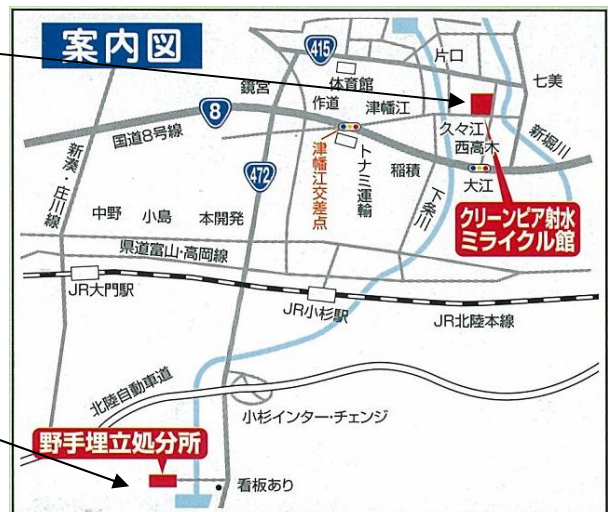 案内図
415
片口
体育館
七美
鏡宮
作道
津幡江
8
国道8号線
久々江
西高木
新堀川
新湊・庄川線
472
津幡江交差点
トナミ運輸
稲積
大江
下条川
クリーンピア射水
ミライクル館
中野
小島
本開発
県道富山・高岡線
JR大門駅
JR小杉駅
JR北陸本線
北陸自動車道
小杉インター・チェンジ
野手埋立処分所
看板あり